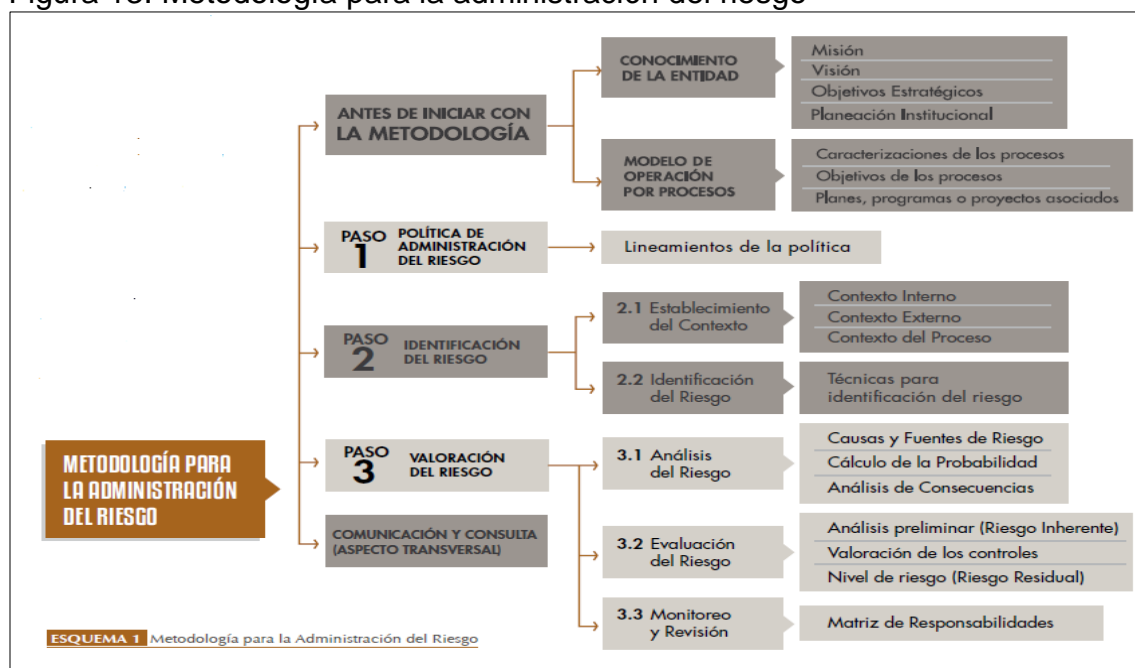 Figura 18. Metodología para la administración del riesgo
CONOCIMIENTO
DE LA ENTIDAD
Misión
Visión
Objetivos Estratégicos
Planeación Institucional
ANTES DE INICIAR CON
LA METODOLOGÍA
MODELO DE
OPERACIÓN
POR PROCESOS
Caracterizaciones de los procesos
Objetivos de los procesos
Planes, programas o proyectos asociados
PASO
1
POLÍTICA DE
ADMINISTRACIÓN
DEL RIESGO
Lineamientos de la política
PASO
2
IDENTIFICACIÓN
DEL RIESGO
2.1 Establecimiento
del Contexto
Contexto Interno
Contexto Externo
Contexto del Proceso
2.2 Identificación
del Riesgo
Técnicas para
identificación del riesgo
METODOLOGÍA PARA
LA ADMINISTRACIÓN
DEL RIESGO
PASO
3
VALORACIÓN
DEL RIESGO
3.1 Análisis
del Riesgo
Causas y Fuentes de Riesgo
Cálculo de la Probabilidad
Análisis de Consecuencias
3.2 Evaluación
del Riesgo
Análisis preliminar (Riesgo Inherente)
Valoración de los controles
Nivel de riesgo (Riesgo Residual)
3.3 Monitoreo
y Revisión
Matriz de Responsabilidades
COMUNICACIÓN Y CONSULTA
(ASPECTO TRANSVERSAL)
ESQUEMA 1 Metodología para la Administración del Riesgo